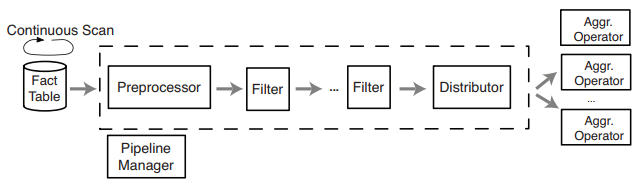 Continuous Scan
Fact
Table
Preprocessor
Filter
...
Filter
Distributor
Aggr.
Operator
Aggr.
Operator
...
Aggr.
Operator
Pipeline
Manager